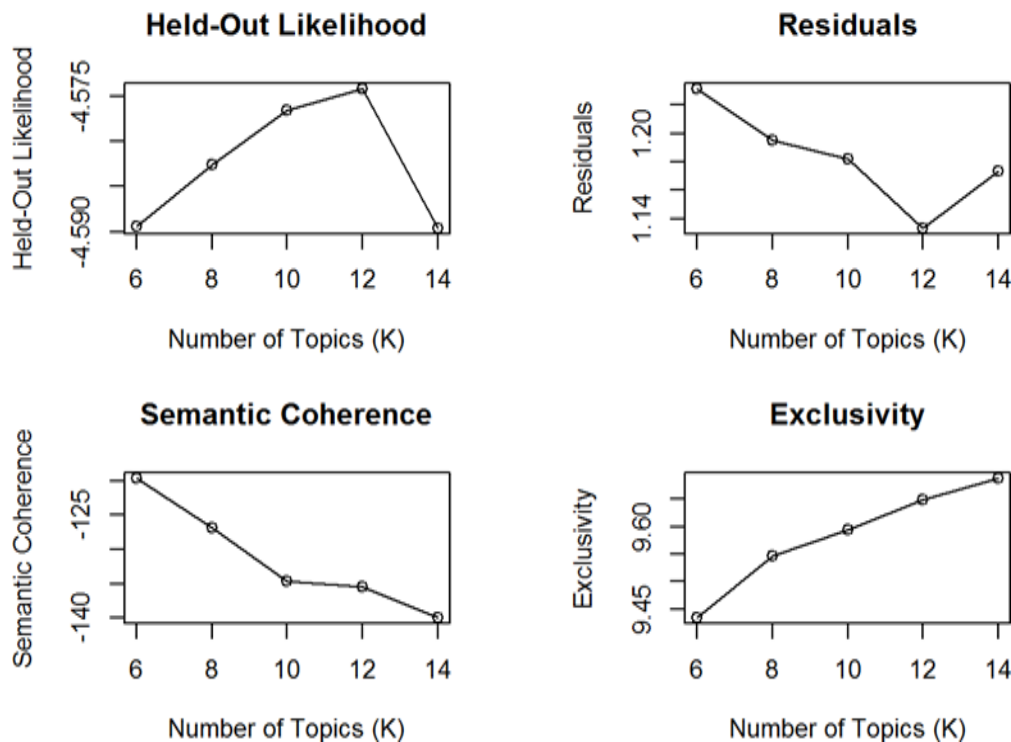 Held-Out Likelihood
Held-Out Likelihood
-4.575
-4.590
6 8 10 12 14
Number of Topics (K)
Residuals
Residuals
1.20
1.14
6 8 10 12 14
Number of Topics (K)
Semantic Coherence
Semantic Coherence
-125
-140
6 8 10 12 14
Number of Topics (K)
Exclusivity
Exclusivity
9.60
9.45
6 8 10 12 14
Number of Topics (K)